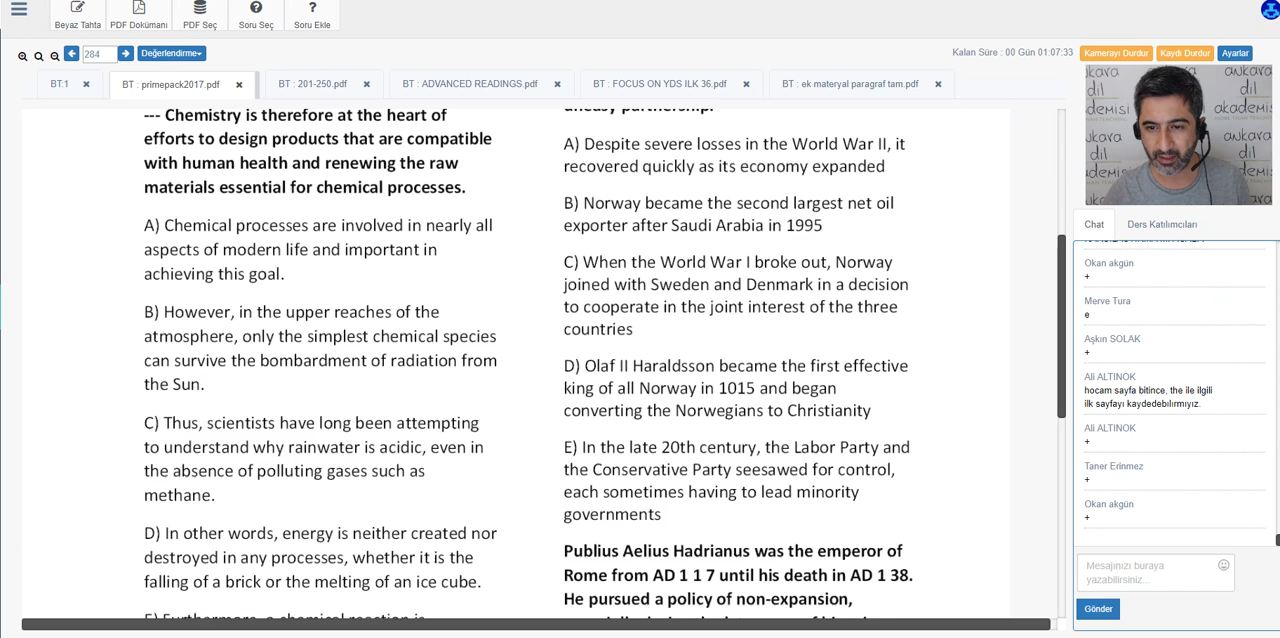 Beyaz Tahta
PDF Dokümanı
PDF Seç
Soru Seç
Soru Ekle
284
Değerlendirme
Kalan Süre : 00 Gün 01:07:33
Kamerayı Durdur
Kaydı Durdur
Ayarlar
BT:1
BT : primepack2017.pdf
BT : 201-250.pdf
BT : ADVANCED READINGS.pdf
BT : FOCUS ON YDS ILK 36.pdf
BT : ek materyal paragraf tam.pdf
--- Chemistry is therefore at the heart of
efforts to design products that are compatible
with human health and renewing the raw
materials essential for chemical processes.
A) Chemical processes are involved in nearly all
aspects of modern life and important in
achieving this goal.
B) However, in the upper reaches of the
atmosphere, only the simplest chemical species
can survive the bombardment of radiation from
the Sun.
C) Thus, scientists have long been attempting
to understand why rainwater is acidic, even in
the absence of polluting gases such as
methane.
D) In other words, energy is neither created nor
destroyed in any processes, whether it is the
falling of a brick or the melting of an ice cube.
E) Furthermore, a chemical reaction is
uneasy partnership.
A) Despite severe losses in the World War II, it
recovered quickly as its economy expanded
B) Norway became the second largest net oil
exporter after Saudi Arabia in 1995
C) When the World War I broke out, Norway
joined with Sweden and Denmark in a decision
to cooperate in the joint interest of the three
countries
D) Olaf II Haraldsson became the first effective
king of all Norway in 1015 and began
converting the Norwegians to Christianity
E) In the late 20th century, the Labor Party and
the Conservative Party seesawed for control,
each sometimes having to lead minority
governments
Publius Aelius Hadrianus was the emperor of
Rome from AD 1 1 7 until his death in AD 1 38.
He pursued a policy of non-expansion,
ankara
dil
akademisi
Chat
Ders Katılımcıları
Okan akgün
+
Merve Tura
e
Aşkın SOLAK
+
Ali ALTINOK
hocam sayfa bitince, the ile ilgili
ilk sayfayı kaydedebılırmıyız.
Ali ALTINOK
+
Taner Erinmez
+
Okan akgün
+
Mesajınızı buraya
yazabilirsiniz...
Gönder